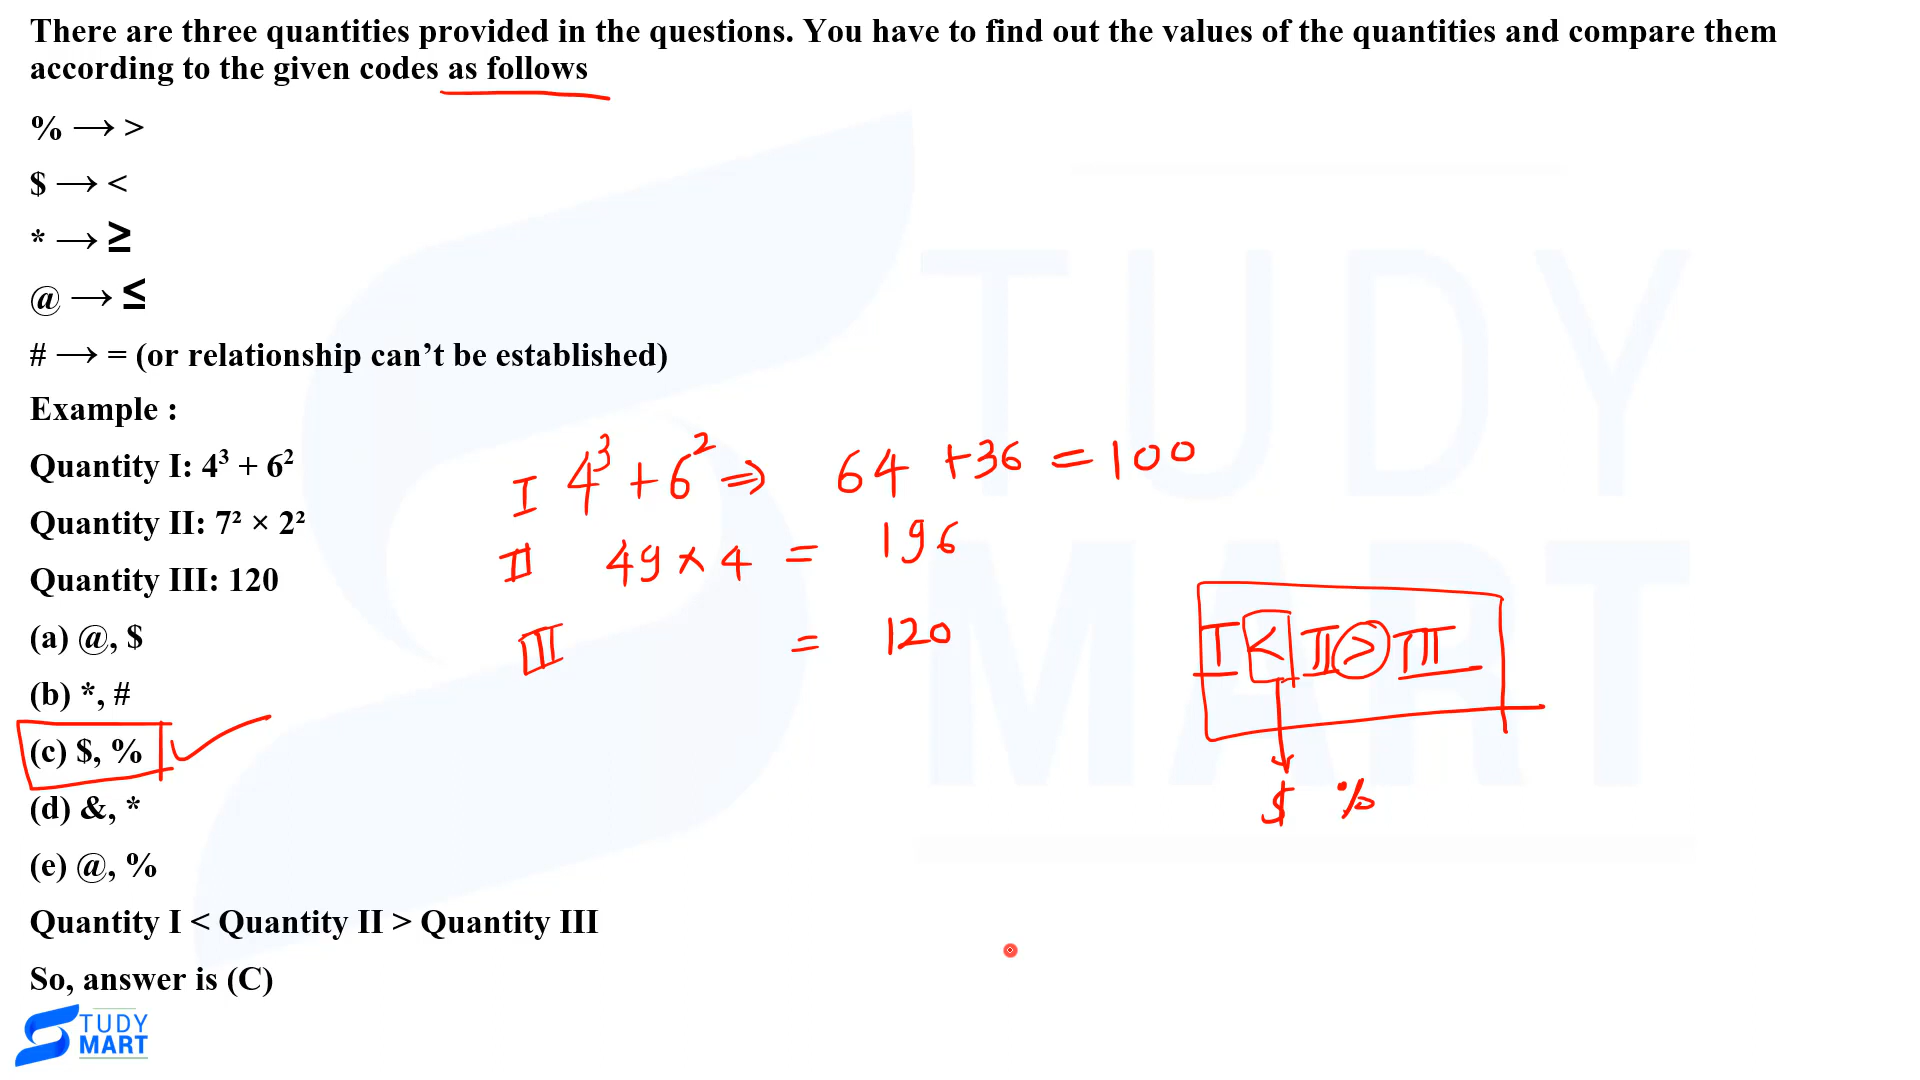 There are three quantities provided in the questions. You have to find out the values of the quantities and compare them
according to the given codes as follows
% → >
$ → <
* → ≥
@ → ≤
# → = (or relationship can’t be established)
Example :
Quantity I: 4³ + 6²
I 4³ + 6² ⇒ 64 + 36 = 100
Quantity II: 7² × 2²
II 49 × 4 = 196
Quantity III: 120
III = 120
(a) @, $
I < II > III
(b) *, #
(c) $, %
$ %
(d) &, *
(e) @, %
Quantity I < Quantity II > Quantity III
So, answer is (C)
STUDY
MART
TUDY
MART